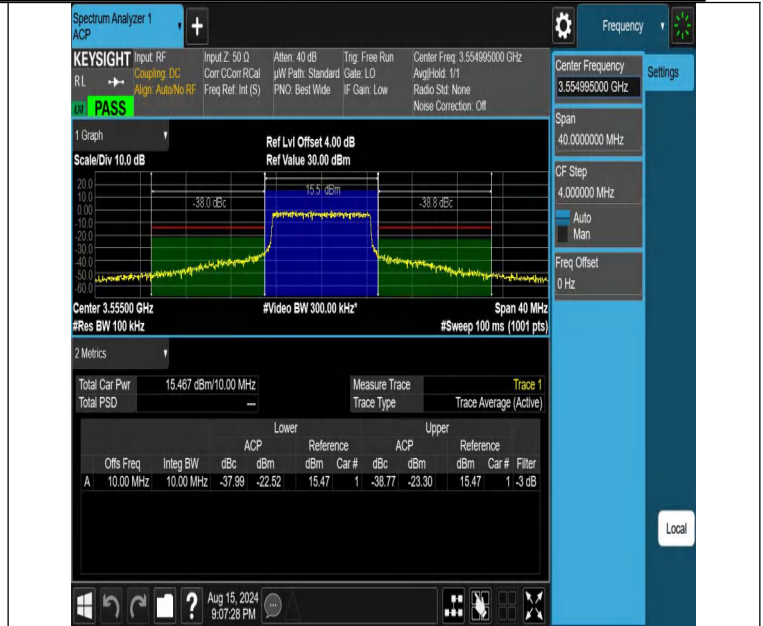 Spectrum Analyzer 1
ACP
Frequency
KEYSIGHT
RL
LXI
PASS
Input: RF
Coupling: DC
Align: Auto/No RF
Input Z: 50 Ω
Corr CCorr RCal
Freq Ref: Int (S)
Atten: 40 dB
µW Path: Standard
PNO: Best Wide
Trig: Free Run
Gate: LO
IF Gain: Low
Center Freq: 3.554995000 GHz
Avg|Hold: 1/1
Radio Std: None
Noise Correction: Off
1 Graph
Scale/Div 10.0 dB
Ref Lvl Offset 4.00 dB
Ref Value 30.00 dBm
20.0
10.0
0.00
-10.0
-20.0
-30.0
-40.0
-50.0
-60.0
-38.0 dBc
15.5 dBm
-38.8 dBc
Center 3.55500 GHz
#Video BW 300.00 kHz*
Span 40 MHz
#Res BW 100 kHz
#Sweep 100 ms (1001 pts)
2 Metrics
Total Car Pwr 15.467 dBm/10.00 MHz
Total PSD ---
Measure Trace Trace 1
Trace Type Trace Average (Active)
Lower Upper
ACP Reference ACP Reference
Offs Freq Integ BW dBc dBm dBm Car # dBc dBm dBm Car # Filter
A 10.00 MHz 10.00 MHz -37.99 -22.52 15.47 1 -38.77 -23.30 15.47 1 -3 dB
Aug 15, 2024
9:07:28 PM
Center Frequency
3.554995000 GHz
Settings
Span
40.0000000 MHz
CF Step
4.000000 MHz
Auto
Man
Freq Offset
0 Hz
Local